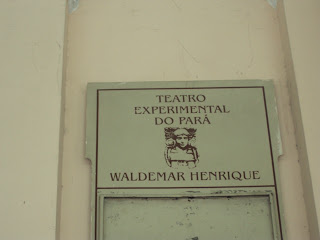 TEATRO
EXPERIMENTAL
DO PARÁ
WALDEMAR HENRIQUE